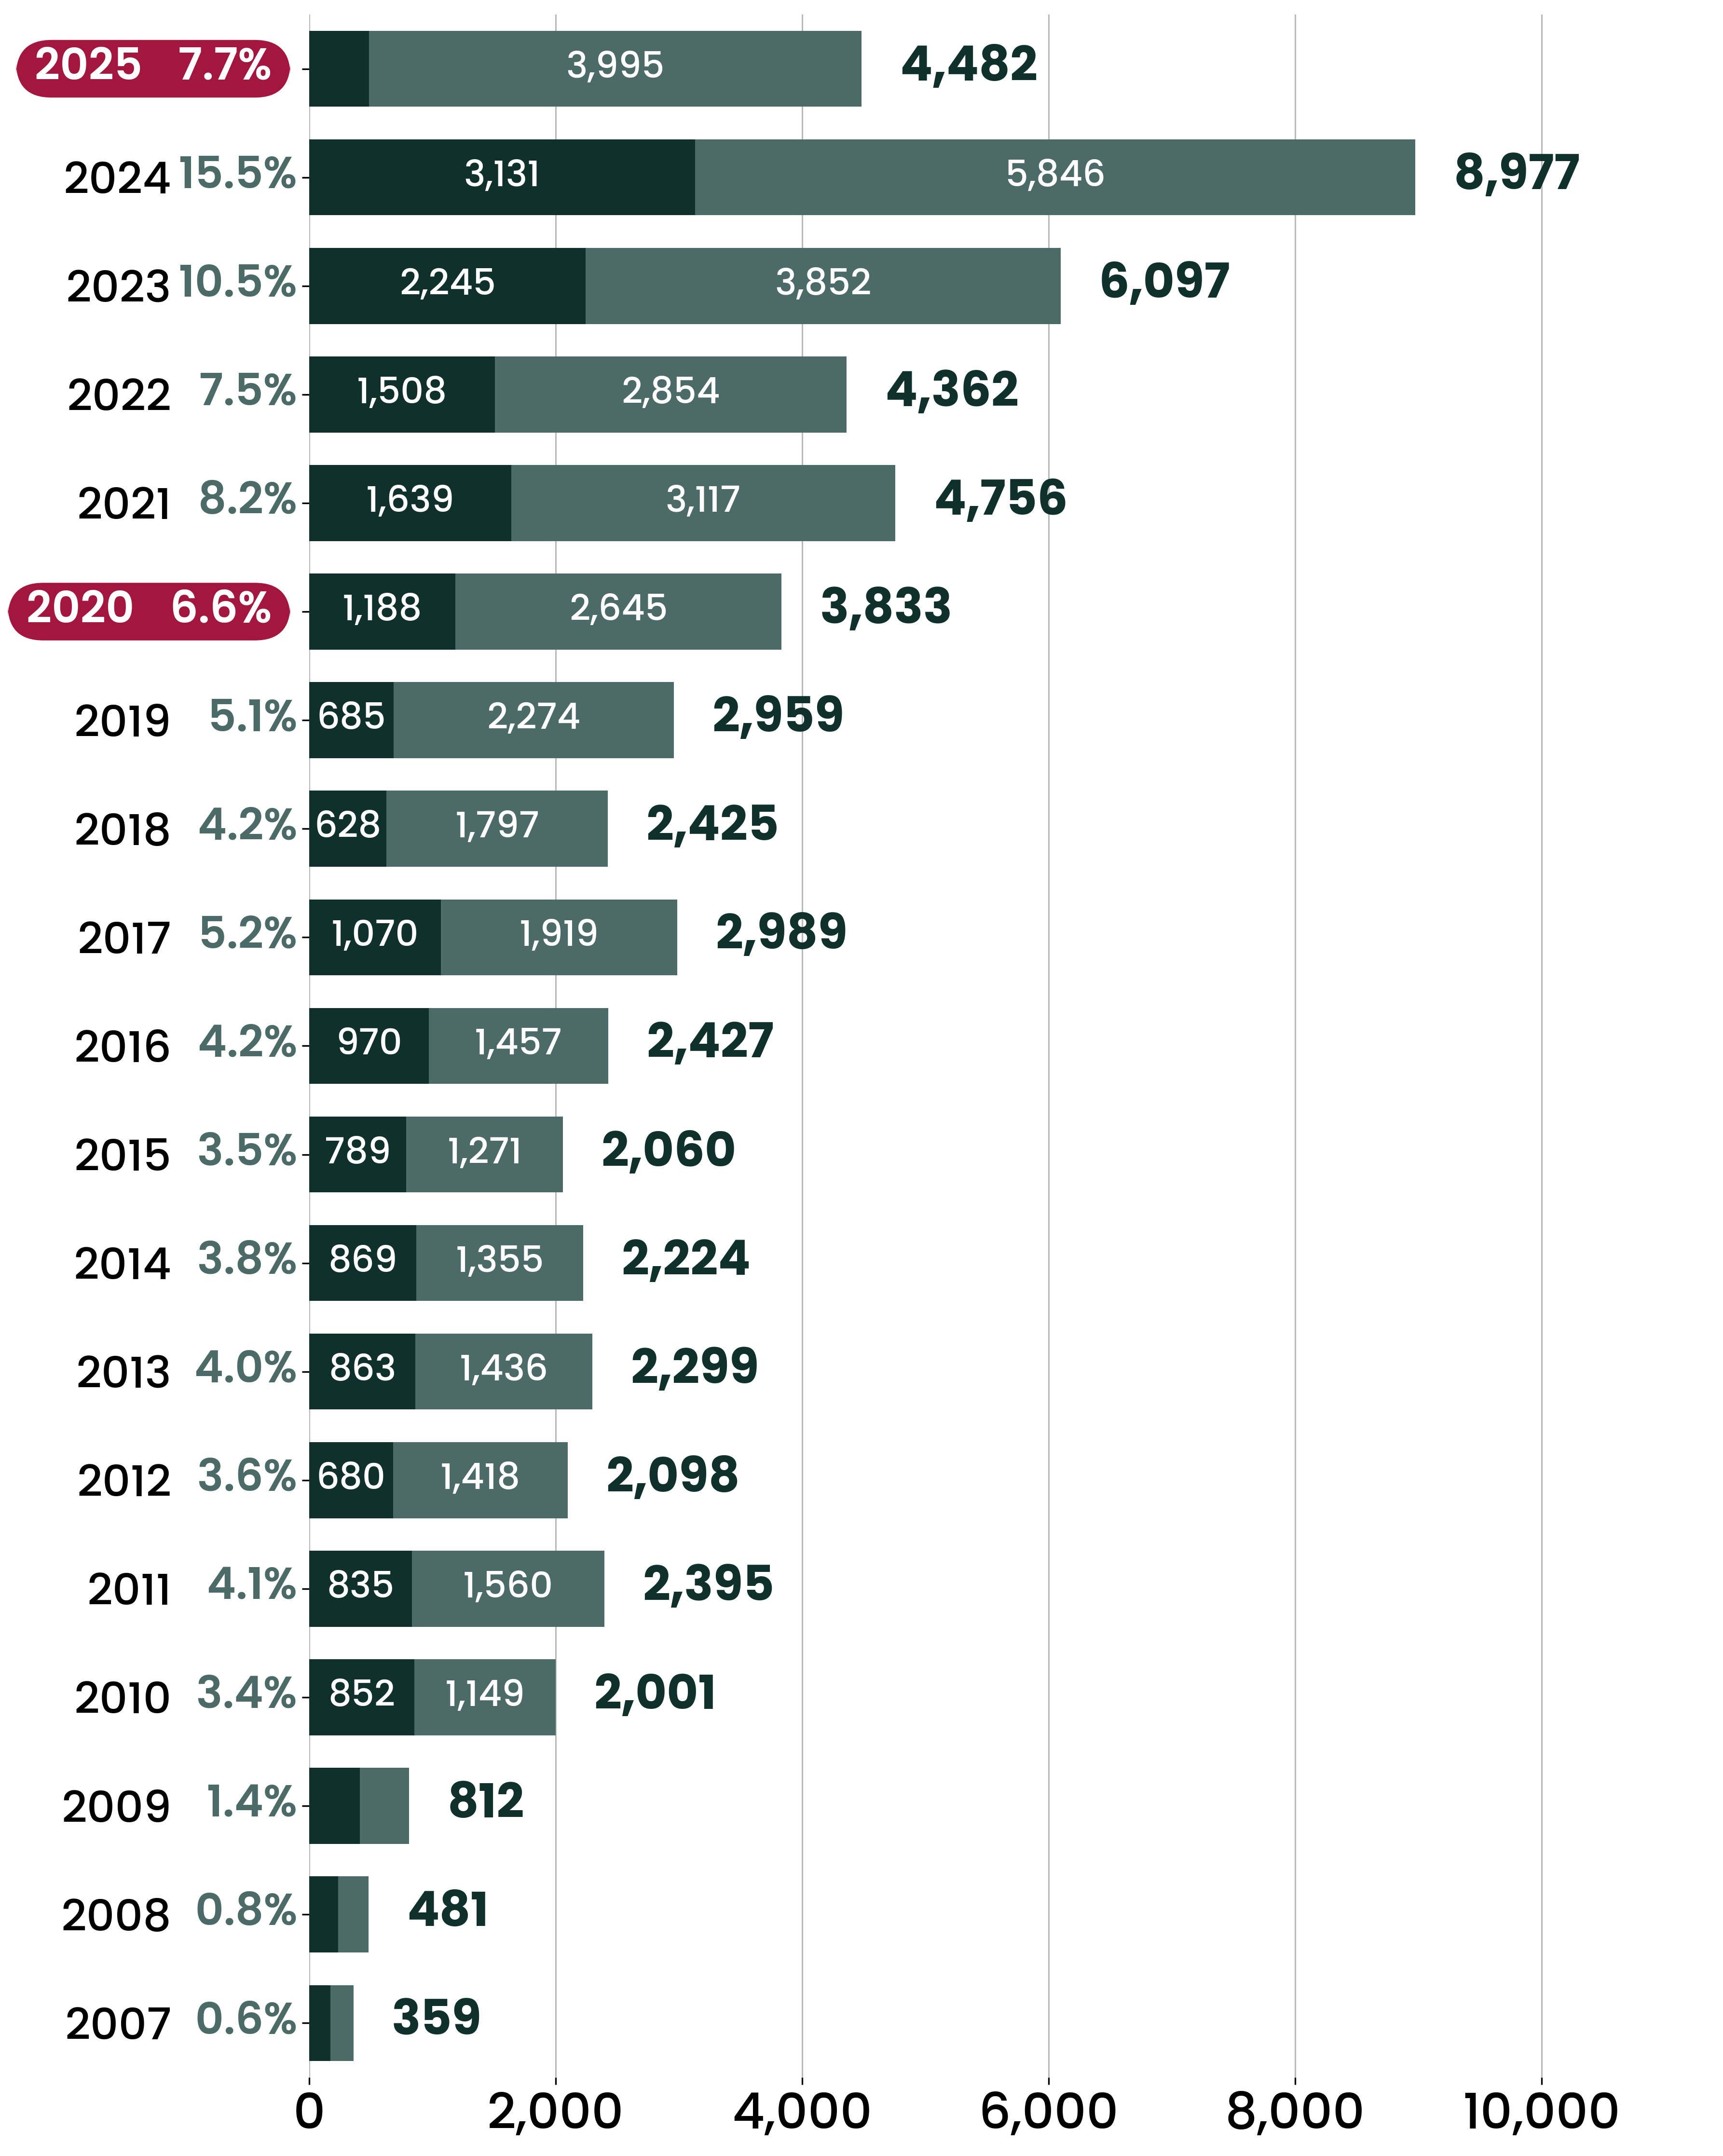 2025 7.7% 3,995 4,482
2024 15.5% 3,131 5,846 8,977
2023 10.5% 2,245 3,852 6,097
2022 7.5% 1,508 2,854 4,362
2021 8.2% 1,639 3,117 4,756
2020 6.6% 1,188 2,645 3,833
2019 5.1% 685 2,274 2,959
2018 4.2% 628 1,797 2,425
2017 5.2% 1,070 1,919 2,989
2016 4.2% 970 1,457 2,427
2015 3.5% 789 1,271 2,060
2014 3.8% 869 1,355 2,224
2013 4.0% 863 1,436 2,299
2012 3.6% 680 1,418 2,098
2011 4.1% 835 1,560 2,395
2010 3.4% 852 1,149 2,001
2009 1.4% 812
2008 0.8% 481
2007 0.6% 359
0 2,000 4,000 6,000 8,000 10,000